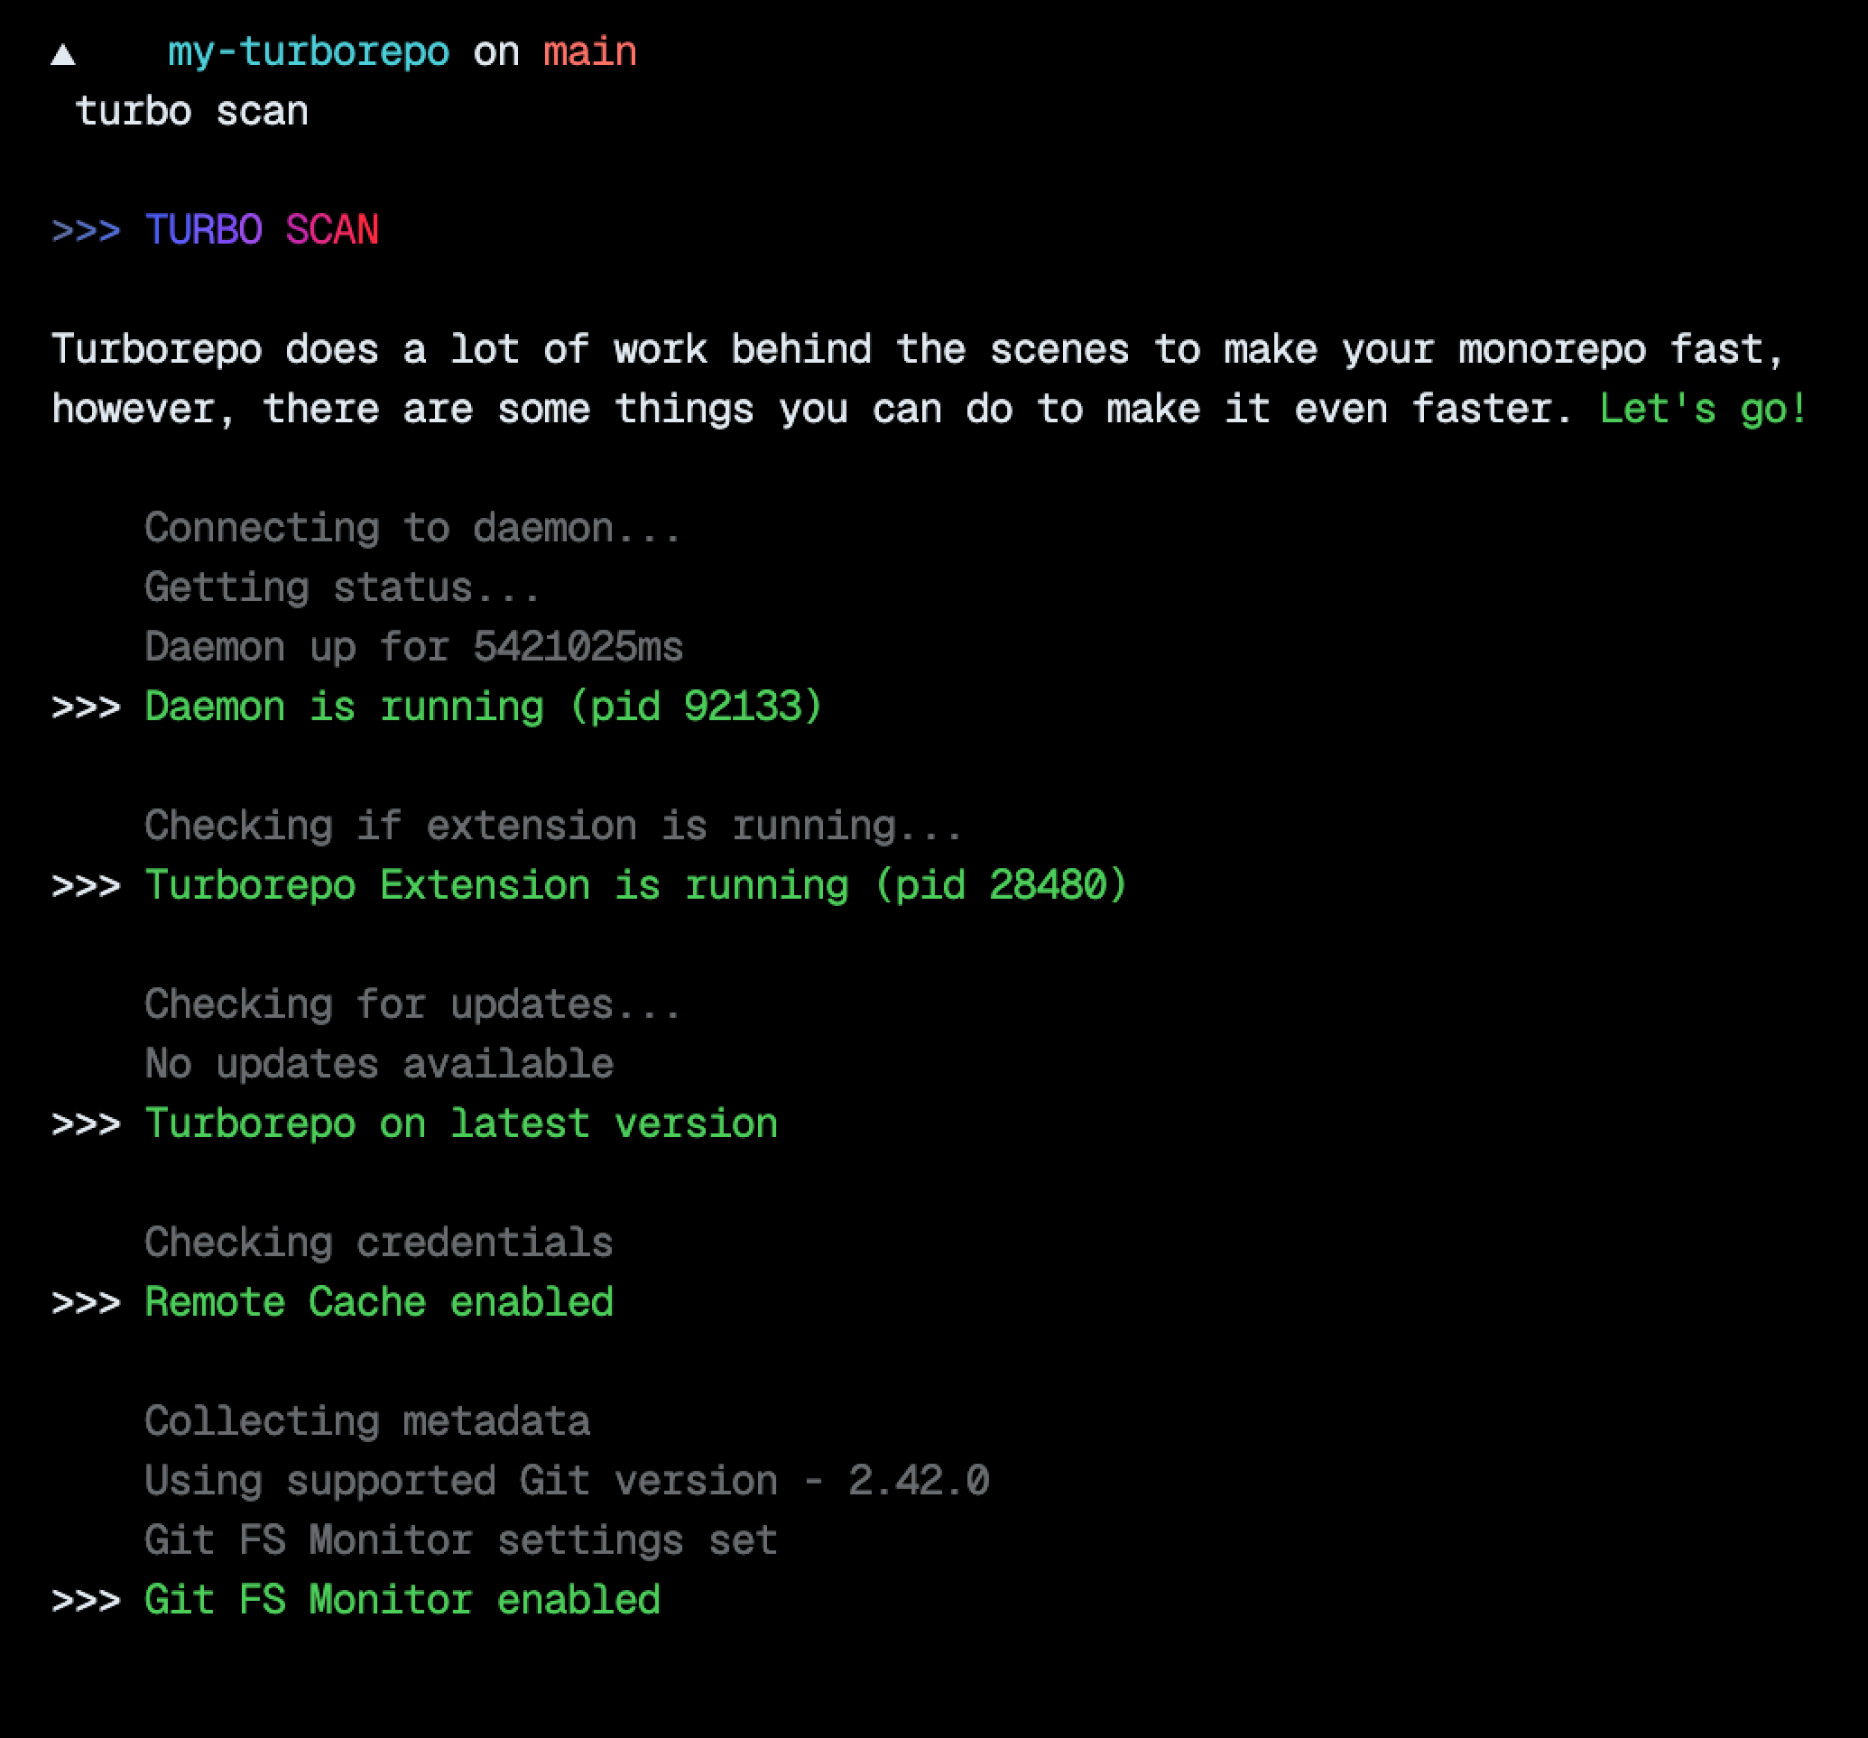 ▲ my-turborepo on main
turbo scan
>>> TURBO SCAN
Turborepo does a lot of work behind the scenes to make your monorepo fast,
however, there are some things you can do to make it even faster. Let's go!
Connecting to daemon...
Getting status...
Daemon up for 5421025ms
>>> Daemon is running (pid 92133)
Checking if extension is running...
>>> Turborepo Extension is running (pid 28480)
Checking for updates...
No updates available
>>> Turborepo on latest version
Checking credentials
>>> Remote Cache enabled
Collecting metadata
Using supported Git version - 2.42.0
Git FS Monitor settings set
>>> Git FS Monitor enabled